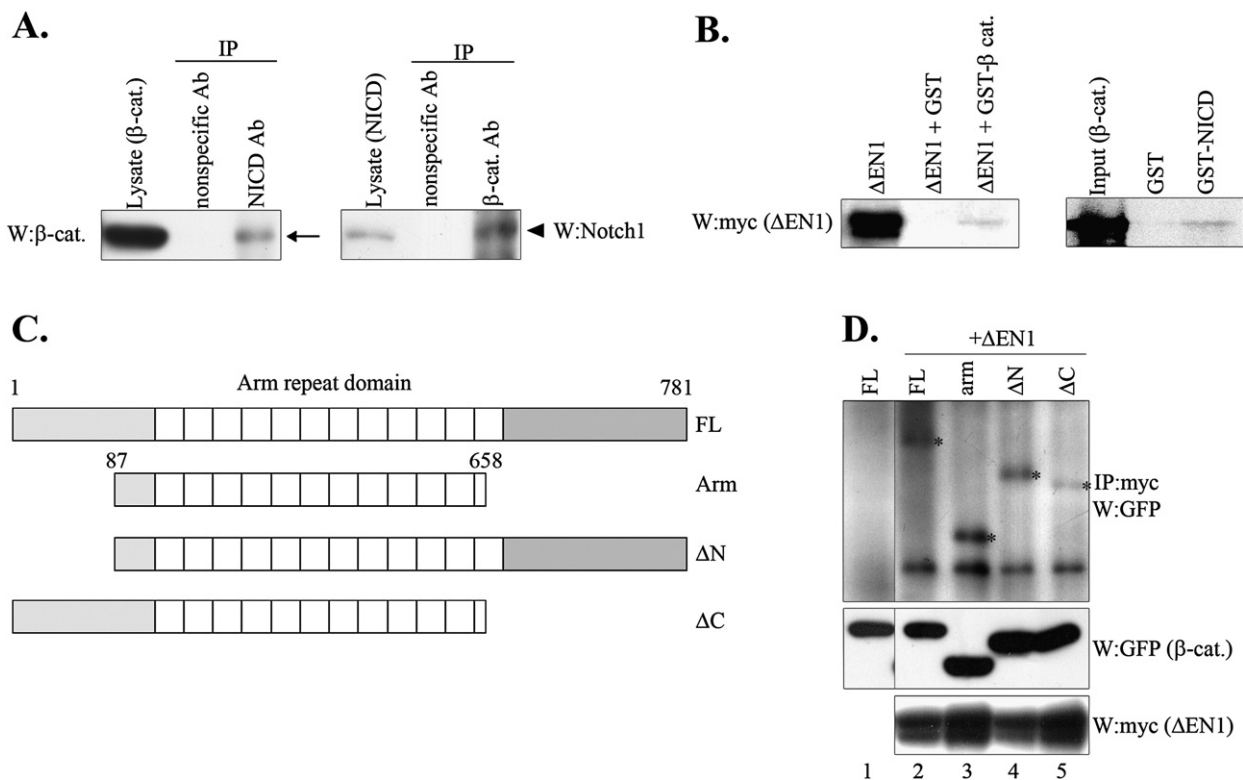 A.
IP
IP
Lysate (β-cat.)
nonspecific Ab
NICD Ab
Lysate (NICD)
nonspecific Ab
β-cat. Ab
W:β-cat.
W:Notch1
B.
ΔEN1
ΔEN1 + GST
ΔEN1 + GST-β cat.
Input (β-cat.)
GST
GST-NICD
W:myc (ΔEN1)
C.
1
Arm repeat domain
781
FL
87
658
Arm
ΔN
ΔC
D.
+ΔEN1
FL
FL
arm
ΔN
ΔC
*
*
*
*
IP:myc
W:GFP
W:GFP (β-cat.)
W:myc (ΔEN1)
1 2 3 4 5